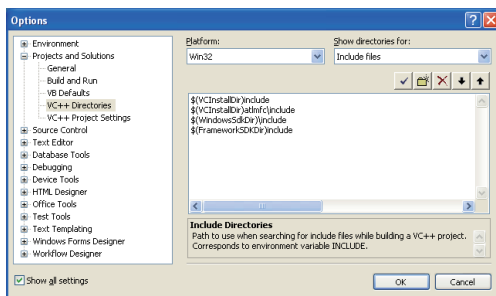 Options
Environment
Projects and Solutions
General
Build and Run
VB Defaults
VC++ Directories
VC++ Project Settings
Source Control
Text Editor
Database Tools
Debugging
Device Tools
HTML Designer
Office Tools
Test Tools
Text Templating
Windows Forms Designer
Workflow Designer
Show all settings
Platform:
Show directories for:
Win32
Include files
$(VCInstallDir)include
$(VCInstallDir)atlmfc\include
$(WindowsSdkDir)\include
$(FrameworkSDKDir)include
Include Directories
Path to use when searching for include files while building a VC++ project.
Corresponds to environment variable INCLUDE.
OK
Cancel